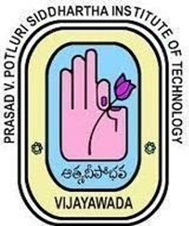 PRASAD V. POTLURI SIDDHARTHA INSTITUTE OF TECHNOLOGY
ఆత్మదీపోభవ
VIJAYAWADA